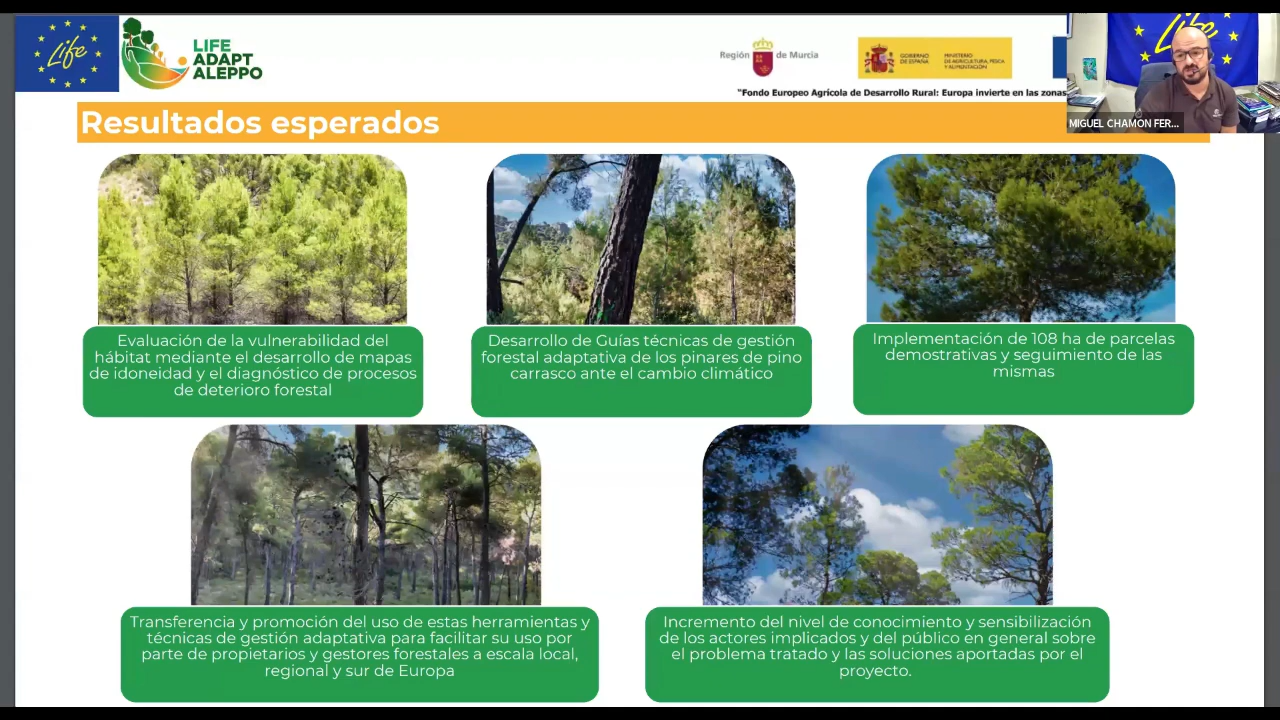 Life
LIFE
ADAPT
ALEPPO
Región de Murcia
GOBIERNO
DE ESPAÑA
MINISTERIO
DE AGRICULTURA, PESCA
Y ALIMENTACIÓN
"Fondo Europeo Agrícola de Desarrollo Rural: Europa invierte en las zonas
Life
MIGUEL CHAMON FER...
Resultados esperados
Evaluación de la vulnerabilidad del
hábitat mediante el desarrollo de mapas
de idoneidad y el diagnóstico de procesos
de deterioro forestal
Desarrollo de Guías técnicas de gestión
forestal adaptativa de los pinares de pino
carrasco ante el cambio climático
Implementación de 108 ha de parcelas
demostrativas y seguimiento de las
mismas
Transferencia y promoción del uso de estas herramientas y
técnicas de gestión adaptativa para facilitar su uso por
parte de propietarios y gestores forestales a escala local,
regional y sur de Europa
Incremento del nivel de conocimiento y sensibilización
de los actores implicados y del público en general sobre
el problema tratado y las soluciones aportadas por el
proyecto.